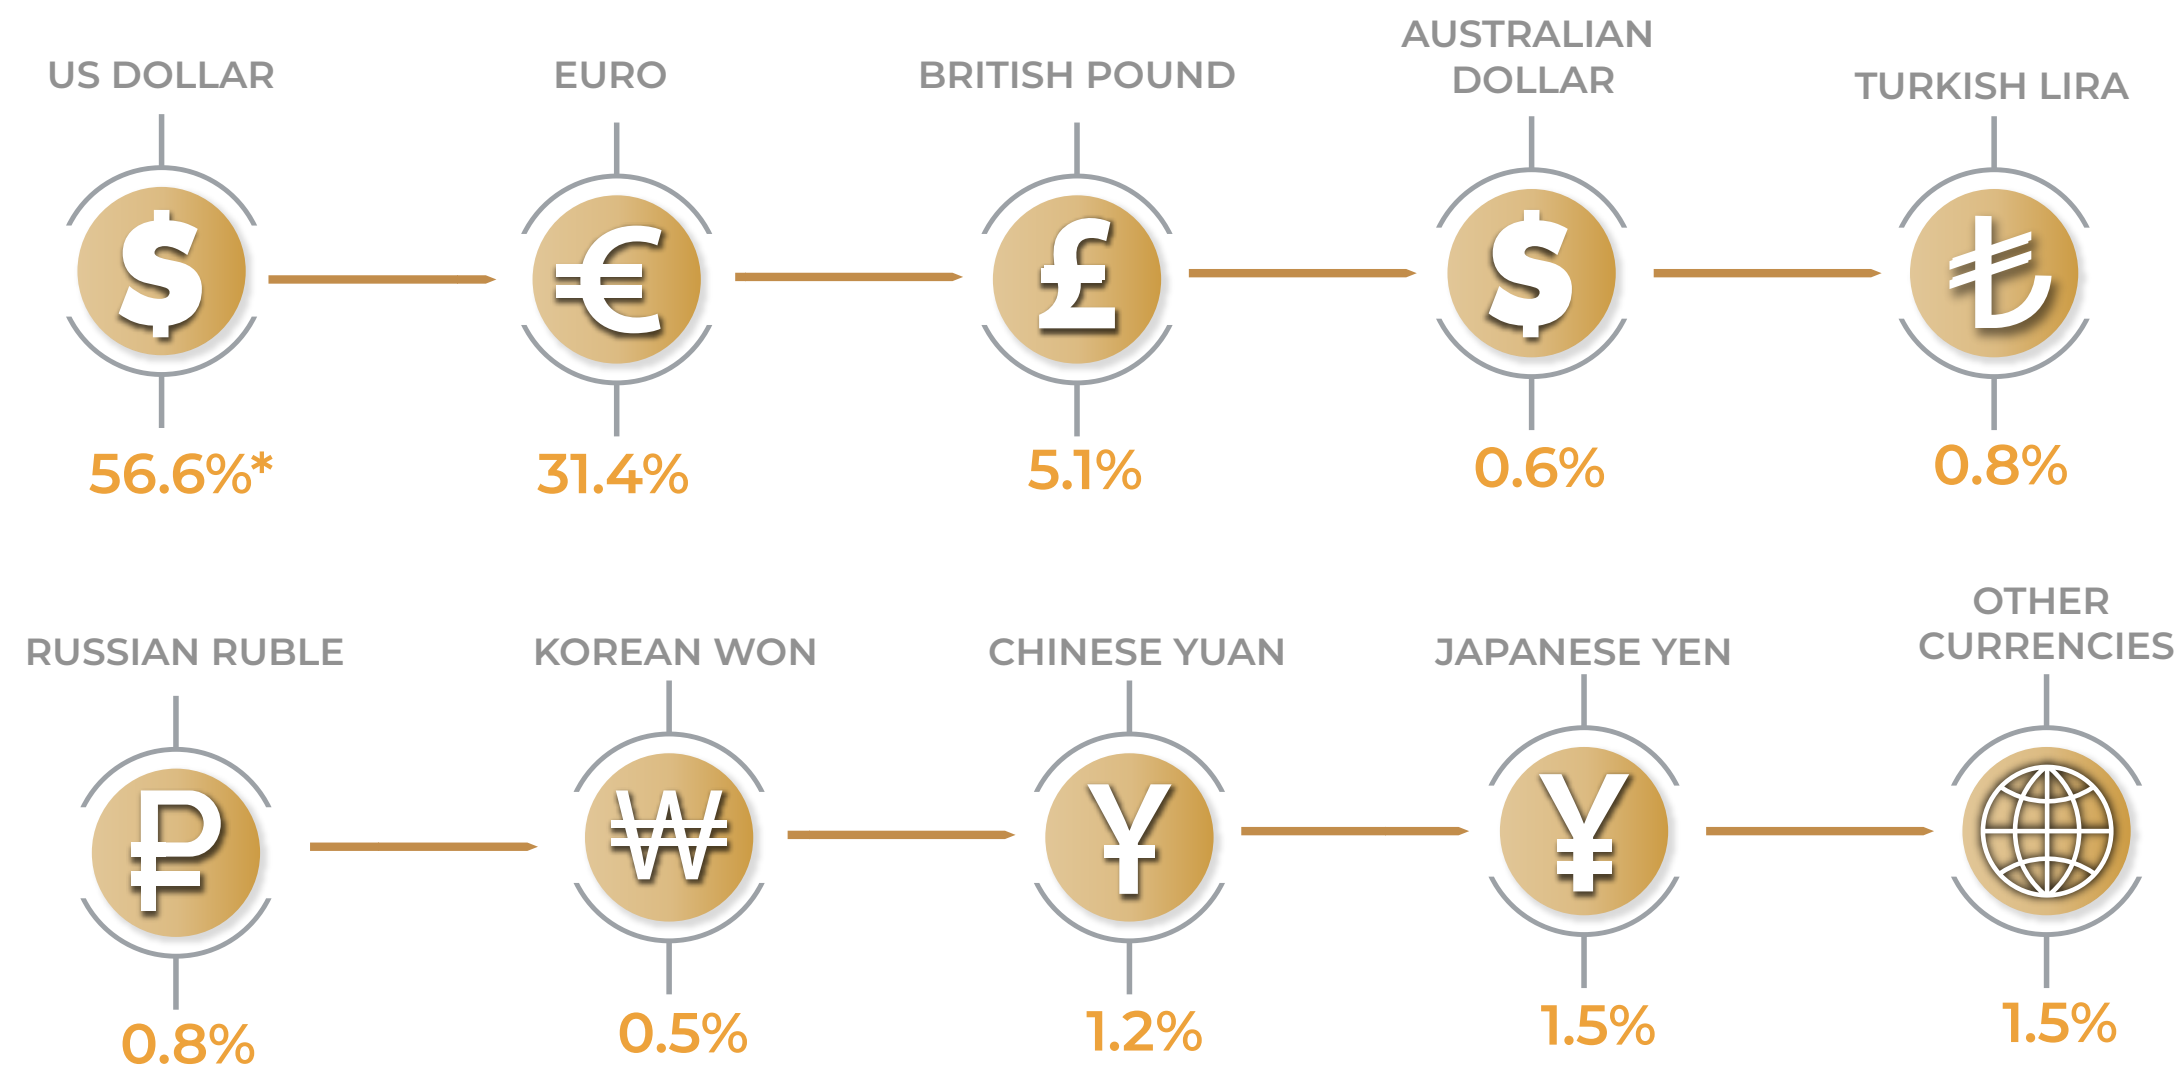 US DOLLAR
$
56.6%*
EURO
€
31.4%
BRITISH POUND
£
5.1%
AUSTRALIAN
DOLLAR
$
0.6%
TURKISH LIRA
₺
0.8%
RUSSIAN RUBLE
₽
0.8%
KOREAN WON
₩
0.5%
CHINESE YUAN
Ұ
1.2%
JAPANESE YEN
¥
1.5%
OTHER
CURRENCIES
1.5%